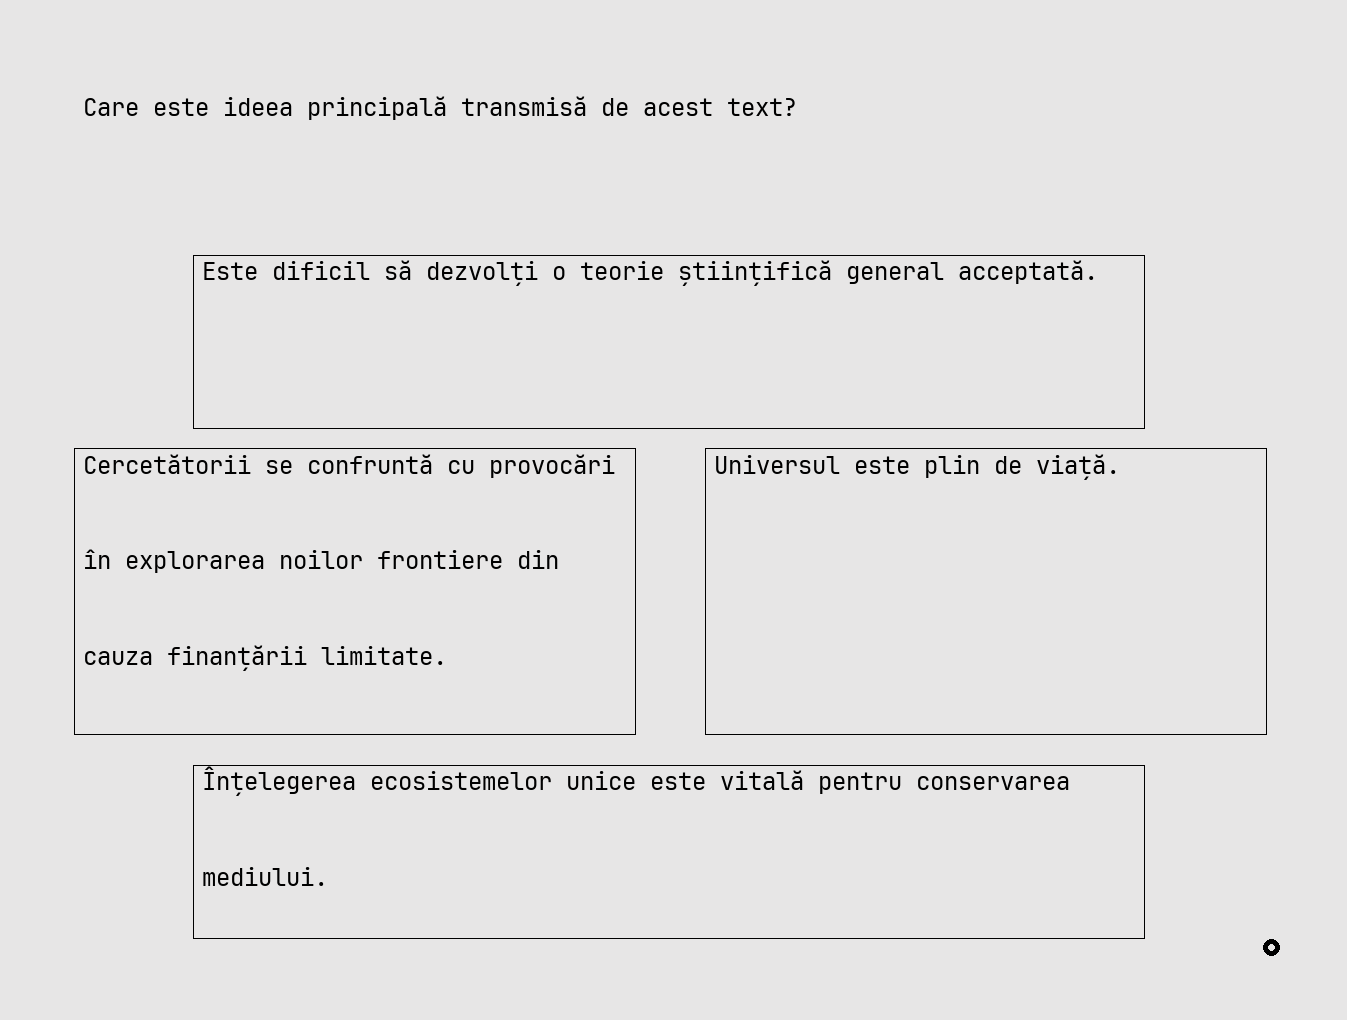 Care este ideea principală transmisă de acest text?
Este dificil să dezvolți o teorie științifică general acceptată.
Cercetătorii se confruntă cu provocări
în explorarea noilor frontiere din
cauza finanțării limitate.
Universul este plin de viață.
Înțelegerea ecosistemelor unice este vitală pentru conservarea
mediului.